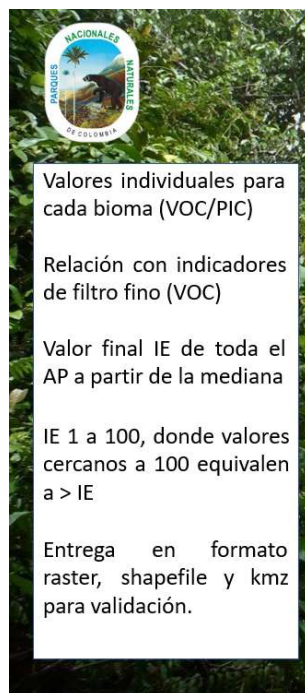 PARQUES NACIONALES NATURALES
DE COLOMBIA
Valores individuales para
cada bioma (VOC/PIC)
Relación con indicadores
de filtro fino (VOC)
Valor final IE de toda el
AP a partir de la mediana
IE 1 a 100, donde valores
cercanos a 100 equivalen
a > IE
Entrega en formato
raster, shapefile y kmz
para validación.